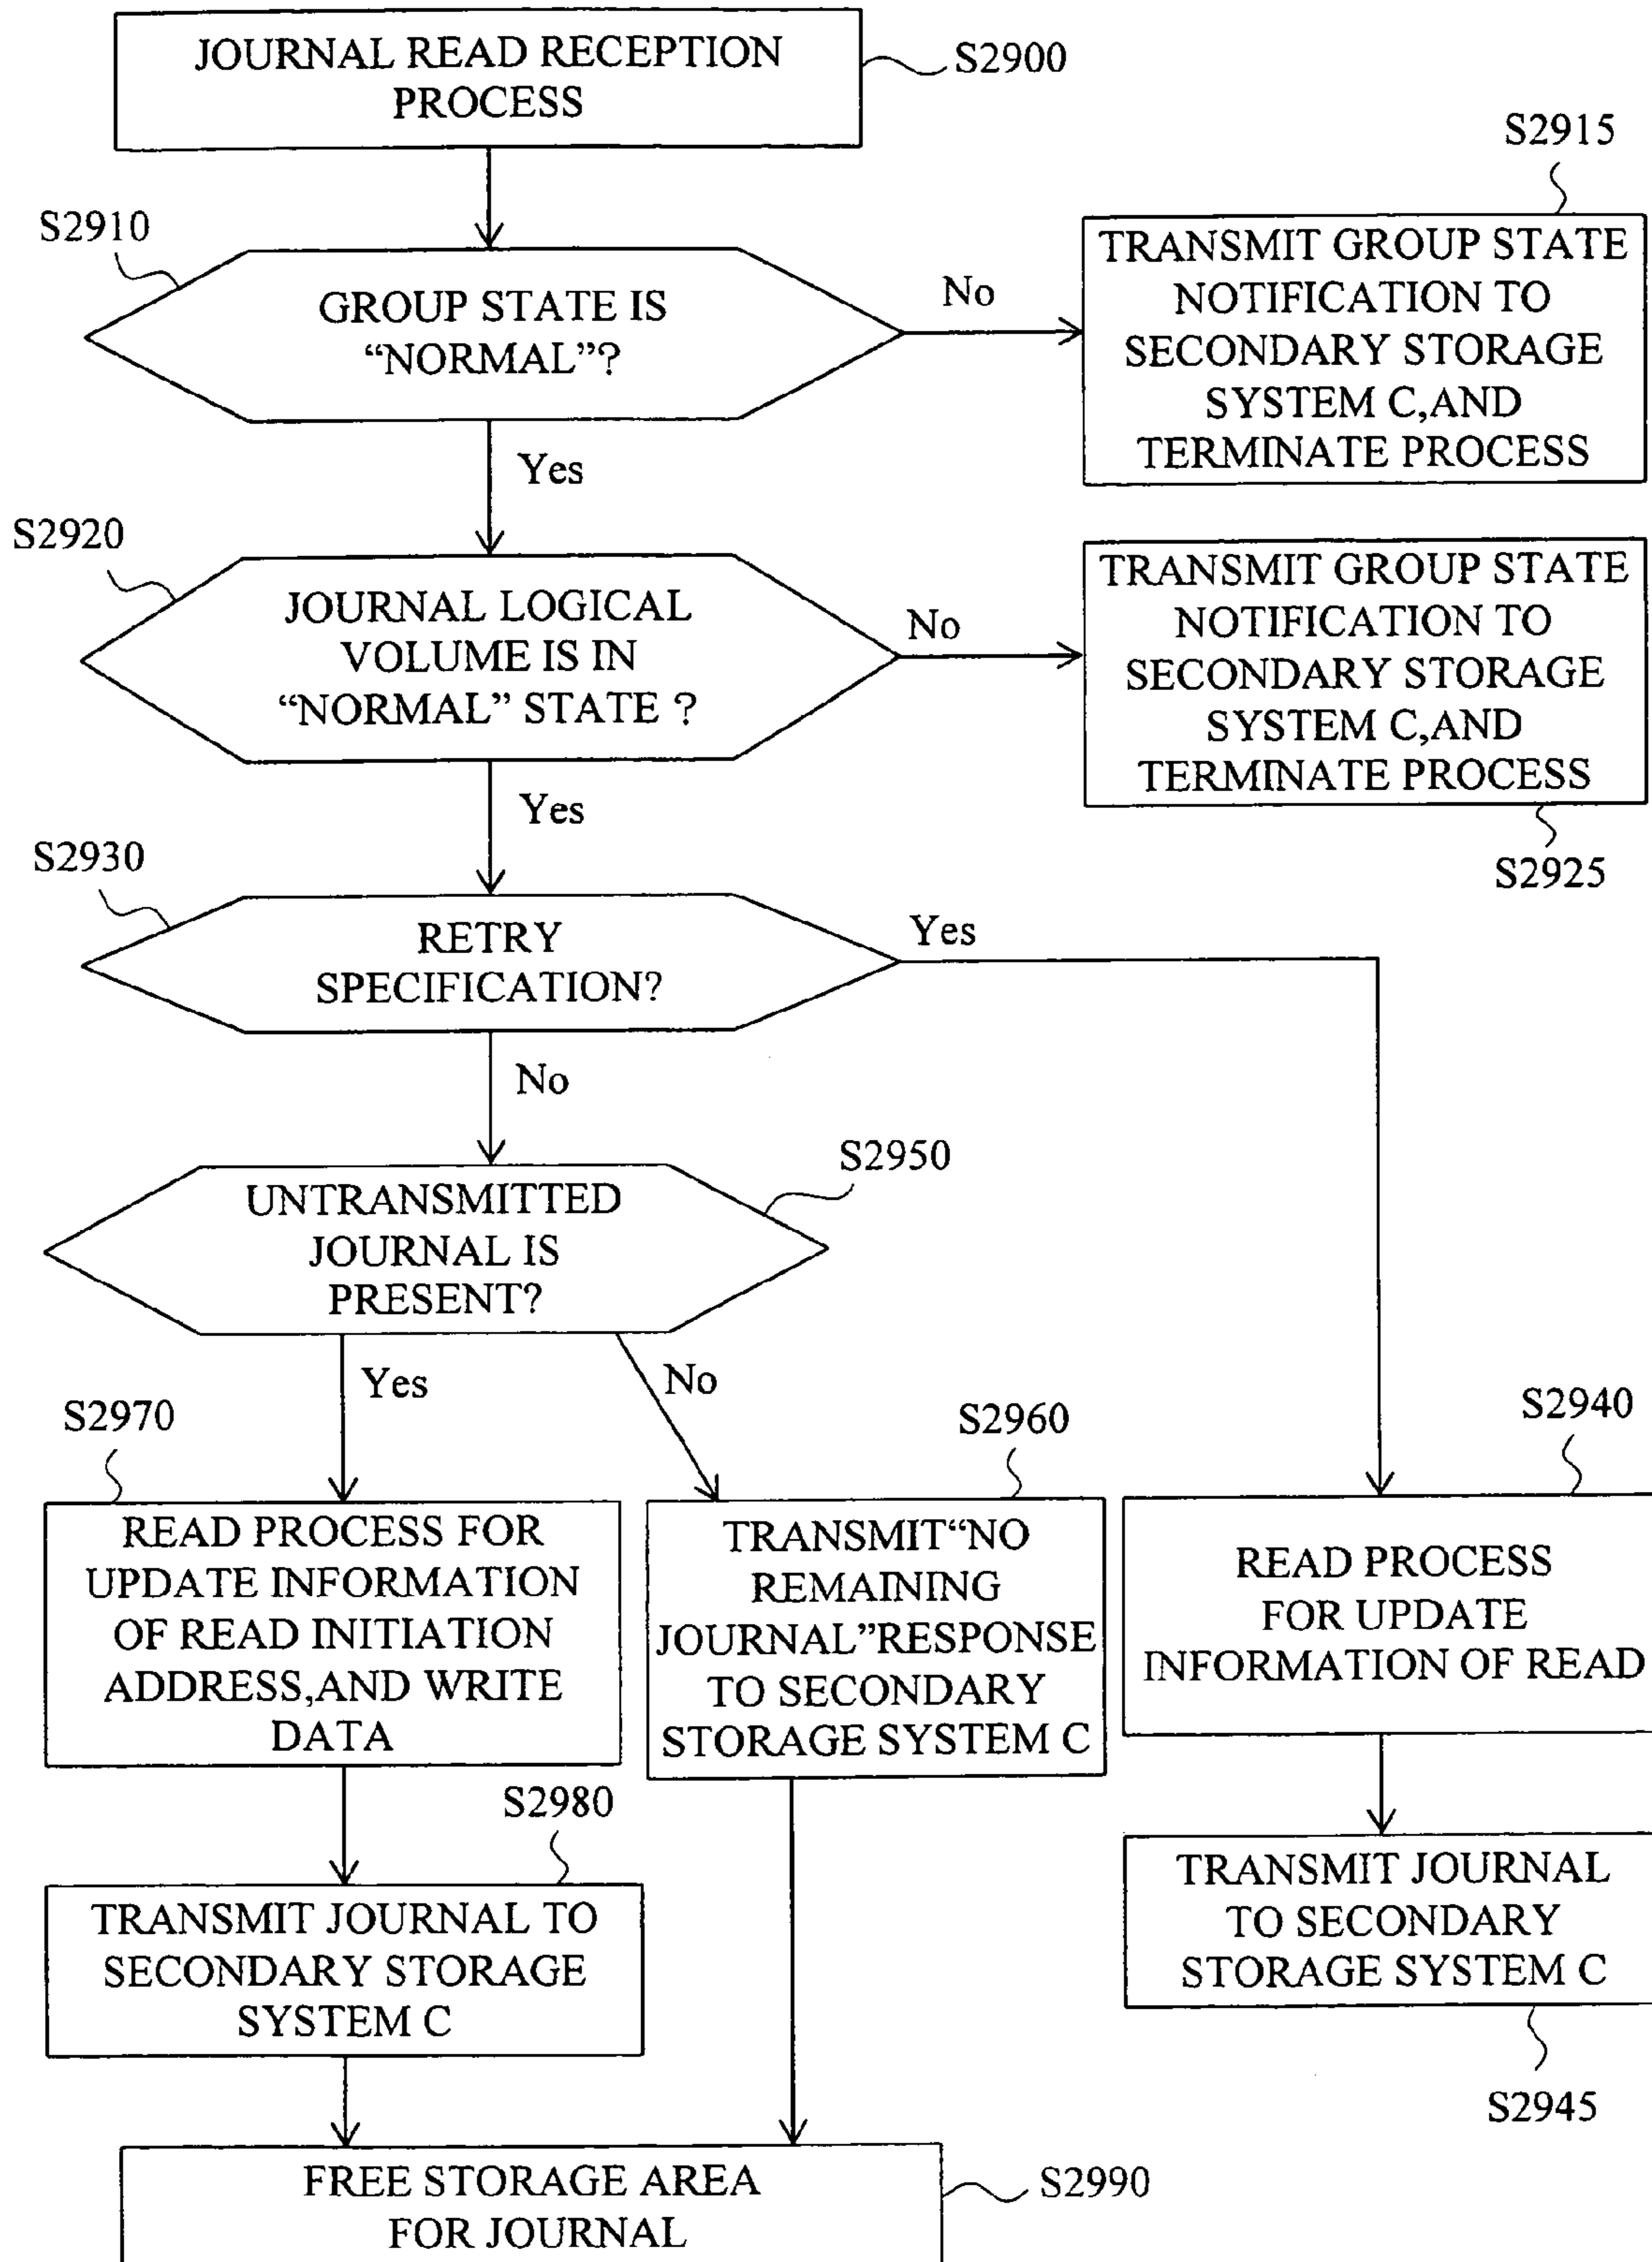 JOURNAL READ RECEPTION
PROCESS
S2900
S2915
S2910
GROUP STATE IS
“NORMAL”?
No
TRANSMIT GROUP STATE
NOTIFICATION TO
SECONDARY STORAGE
SYSTEM C,AND
TERMINATE PROCESS
Yes
S2920
JOURNAL LOGICAL
VOLUME IS IN
“NORMAL” STATE ?
No
TRANSMIT GROUP STATE
NOTIFICATION TO
SECONDARY STORAGE
SYSTEM C,AND
TERMINATE PROCESS
S2925
Yes
S2930
RETRY
SPECIFICATION?
Yes
No
S2950
UNTRANSMITTED
JOURNAL IS
PRESENT?
Yes
No
S2970
READ PROCESS FOR
UPDATE INFORMATION
OF READ INITIATION
ADDRESS,AND WRITE
DATA
S2960
TRANSMIT“NO
REMAINING
JOURNAL”RESPONSE
TO SECONDARY
STORAGE SYSTEM C
S2940
READ PROCESS
FOR UPDATE
INFORMATION OF READ
S2980
TRANSMIT JOURNAL TO
SECONDARY STORAGE
SYSTEM C
TRANSMIT JOURNAL
TO SECONDARY
STORAGE SYSTEM C
S2945
FREE STORAGE AREA
FOR JOURNAL
S2990